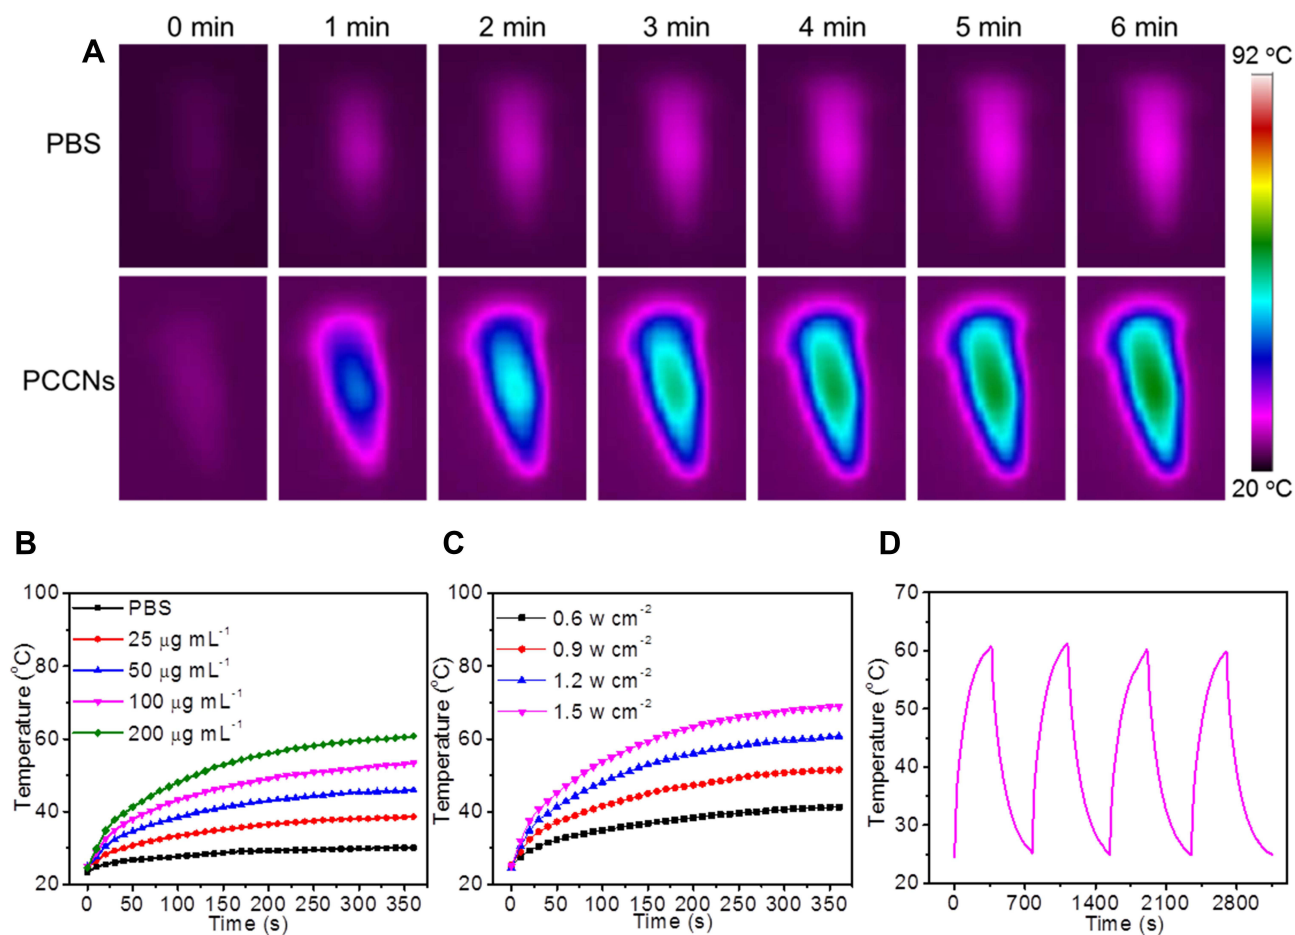 A
0 min 1 min 2 min 3 min 4 min 5 min 6 min
92 °C
PBS
PCCNs
20 °C
B
Temperature (°C)
100
80
60
40
20
PBS
25 µg mL⁻¹
50 µg mL⁻¹
100 µg mL⁻¹
200 µg mL⁻¹
0 50 100 150 200 250 300 350
Time (s)
C
Temperature (°C)
100
80
60
40
20
0.6 w cm⁻²
0.9 w cm⁻²
1.2 w cm⁻²
1.5 w cm⁻²
0 50 100 150 200 250 300 350
Time (s)
D
Temperature (°C)
70
60
50
40
30
20
0 700 1400 2100 2800
Time (s)